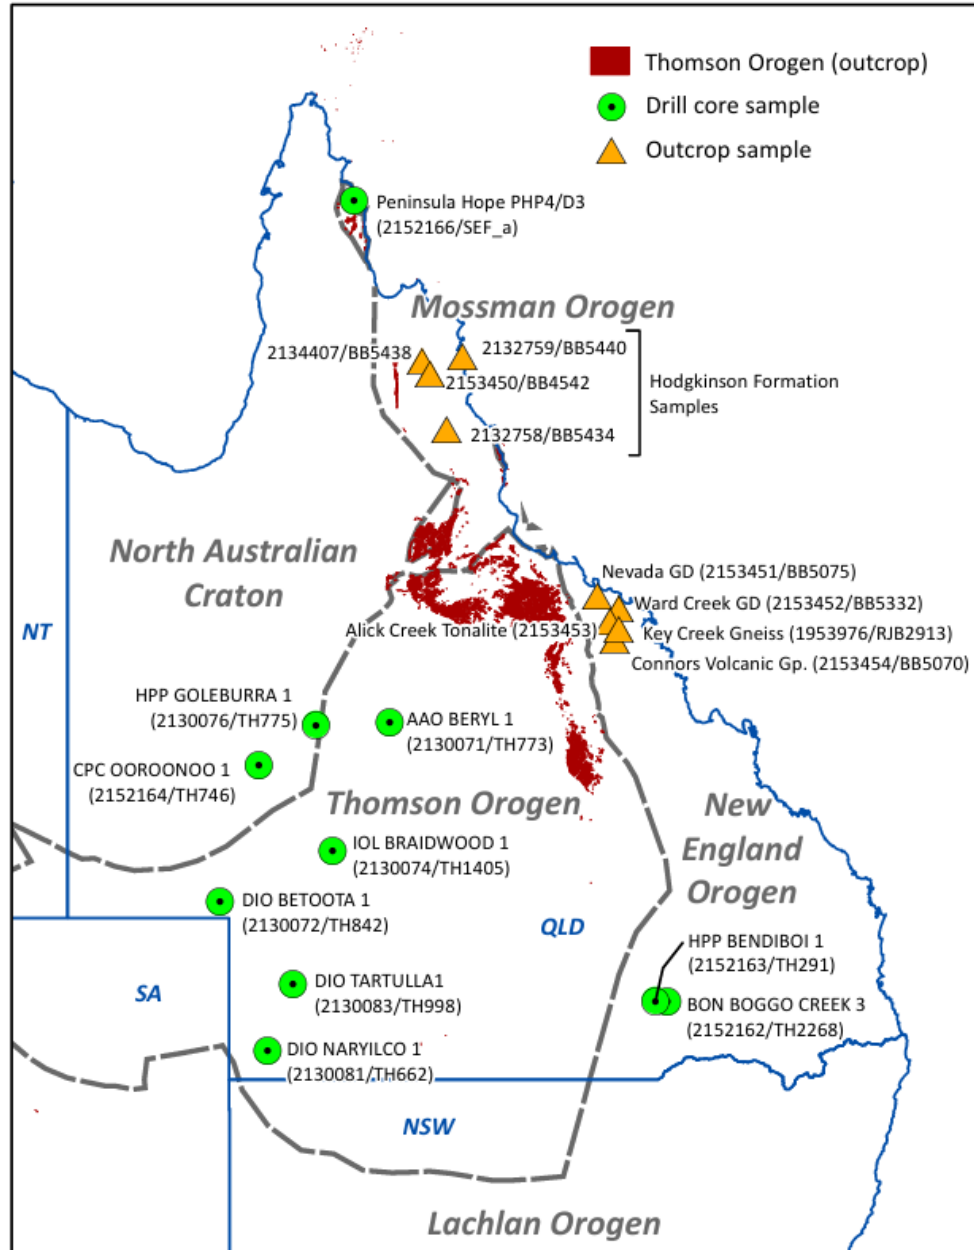 Thomson Orogen (outcrop)
Drill core sample
Outcrop sample
Peninsula Hope PHP4/D3
(2152166/SEF_a)
Mossman Orogen
2134407/BB5438
2132759/BB5440
2153450/BB4542
Hodgkinson Formation
Samples
2132758/BB5434
North Australian
Craton
Nevada GD (2153451/BB5075)
Ward Creek GD (2153452/BB5332)
NT
Alick Creek Tonalite (2153453)
Key Creek Gneiss (1953976/RJB2913)
Connors Volcanic Gp. (2153454/BB5070)
HPP GOLEBURRA 1
(2130076/TH775)
AAO BERYL 1
(2130071/TH773)
CPC OOROONOO 1
(2152164/TH746)
Thomson Orogen
New
England
Orogen
IOL BRAIDWOOD 1
(2130074/TH1405)
DIO BETOOTA 1
(2130072/TH842)
QLD
HPP BENDIBOI 1
(2152163/TH291)
SA
DIO TARTULLA1
(2130083/TH998)
BON BOGGO CREEK 3
(2152162/TH2268)
DIO NARYILCO 1
(2130081/TH662)
NSW
Lachlan Orogen